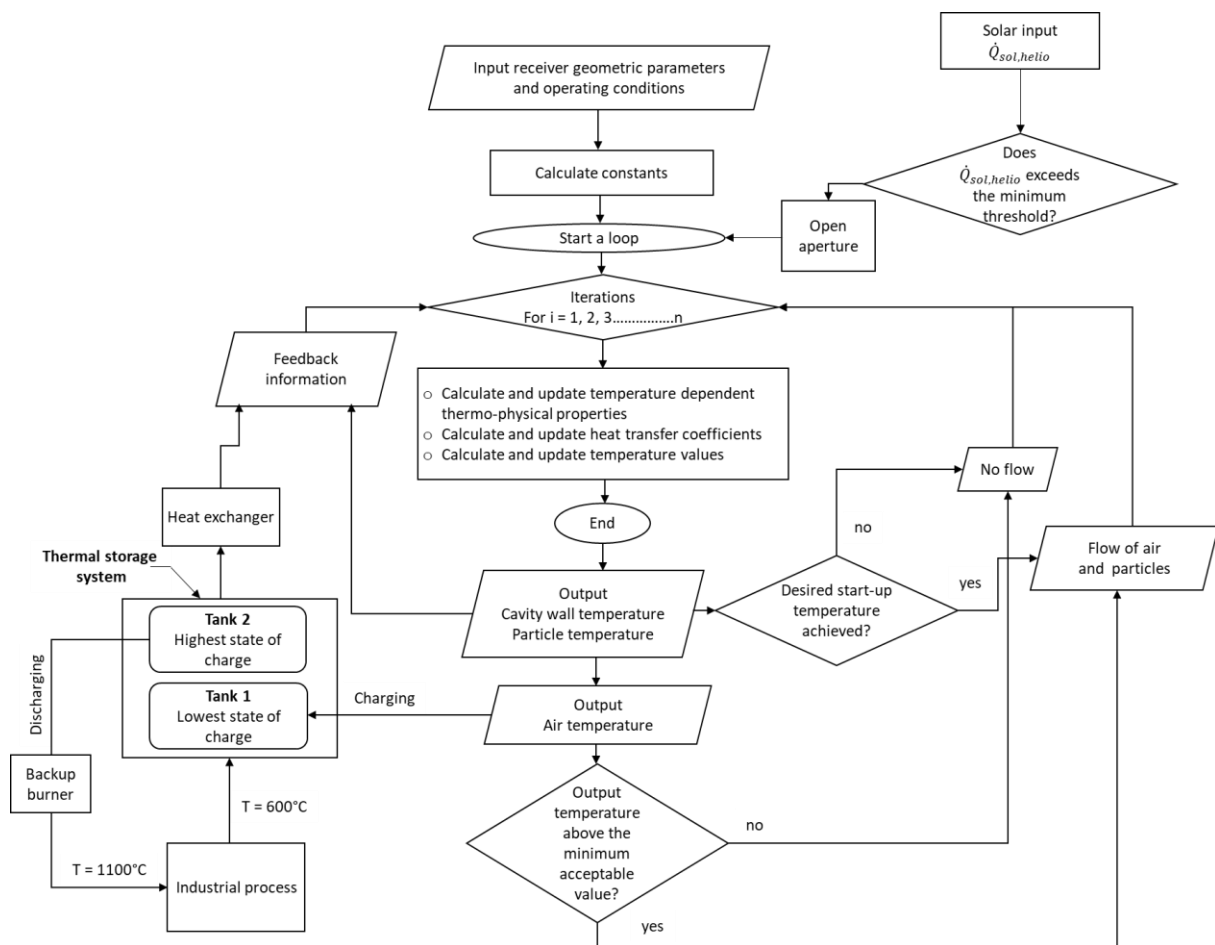 Solar input
Q̇sol,helio
Input receiver geometric parameters
and operating conditions
Does
Q̇sol,helio exceeds
the minimum
threshold?
Calculate constants
Open
aperture
Start a loop
Iterations
For i = 1, 2, 3................n
Feedback
information
o Calculate and update temperature dependent
thermo-physical properties
o Calculate and update heat transfer coefficients
o Calculate and update temperature values
No flow
Heat exchanger
End
no
Thermal storage
system
Flow of air
and particles
Output
Cavity wall temperature
Particle temperature
Desired start-up
temperature
achieved?
yes
Tank 2
Highest state of
charge
Discharging
Tank 1
Lowest state of
charge
Charging
Output
Air temperature
Backup
burner
T = 600°C
Output
temperature
above the
minimum
acceptable
value?
no
T = 1100°C
Industrial process
yes